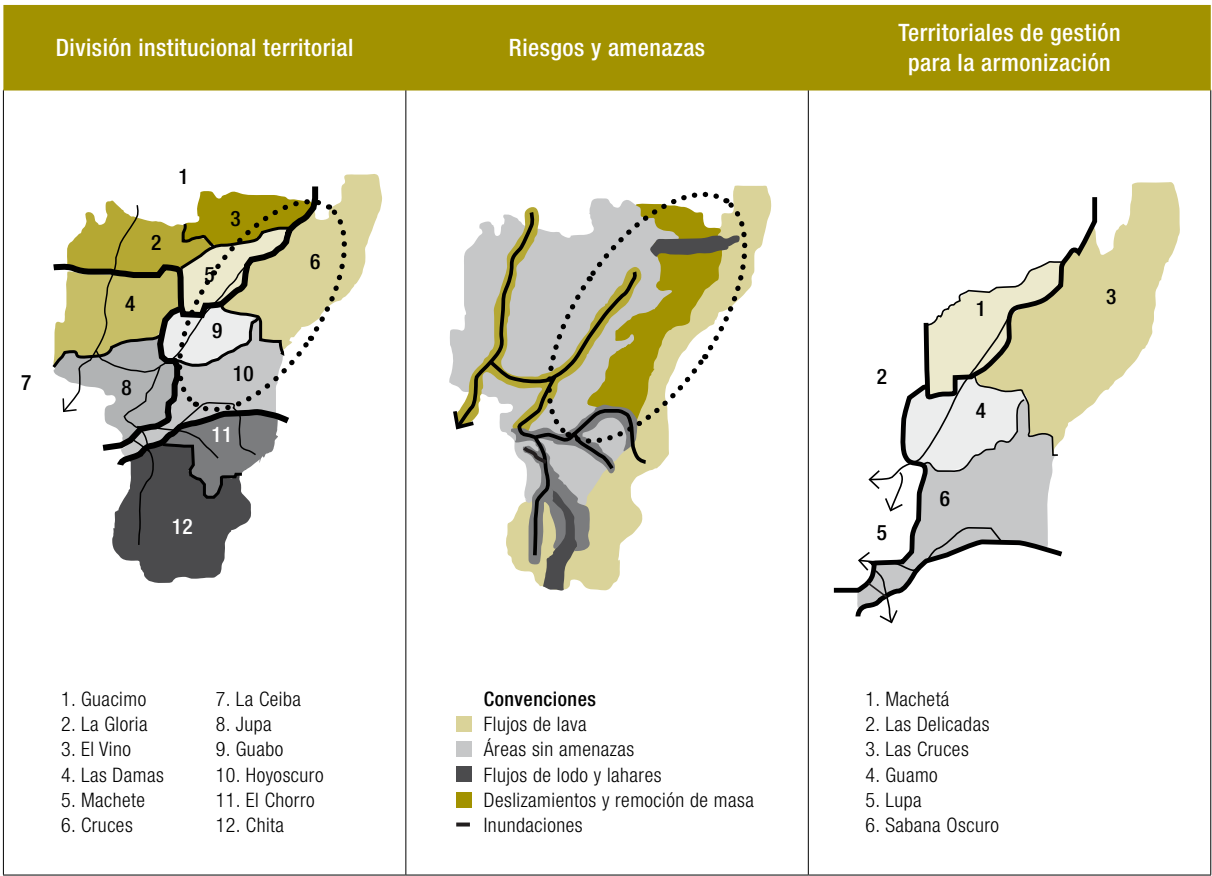 División institucional territorial
Riesgos y amenazas
Territoriales de gestión
para la armonización
1
2
3
4
5
6
7
8
9
10
11
12
1
2
3
4
5
6
1. Guacimo
2. La Gloria
3. El Vino
4. Las Damas
5. Machete
6. Cruces
7. La Ceiba
8. Jupa
9. Guabo
10. Hoyoscuro
11. El Chorro
12. Chita
Convenciones
Flujos de lava
Áreas sin amenazas
Flujos de lodo y lahares
Deslizamientos y remoción de masa
Inundaciones
1. Machetá
2. Las Delicadas
3. Las Cruces
4. Guamo
5. Lupa
6. Sabana Oscuro